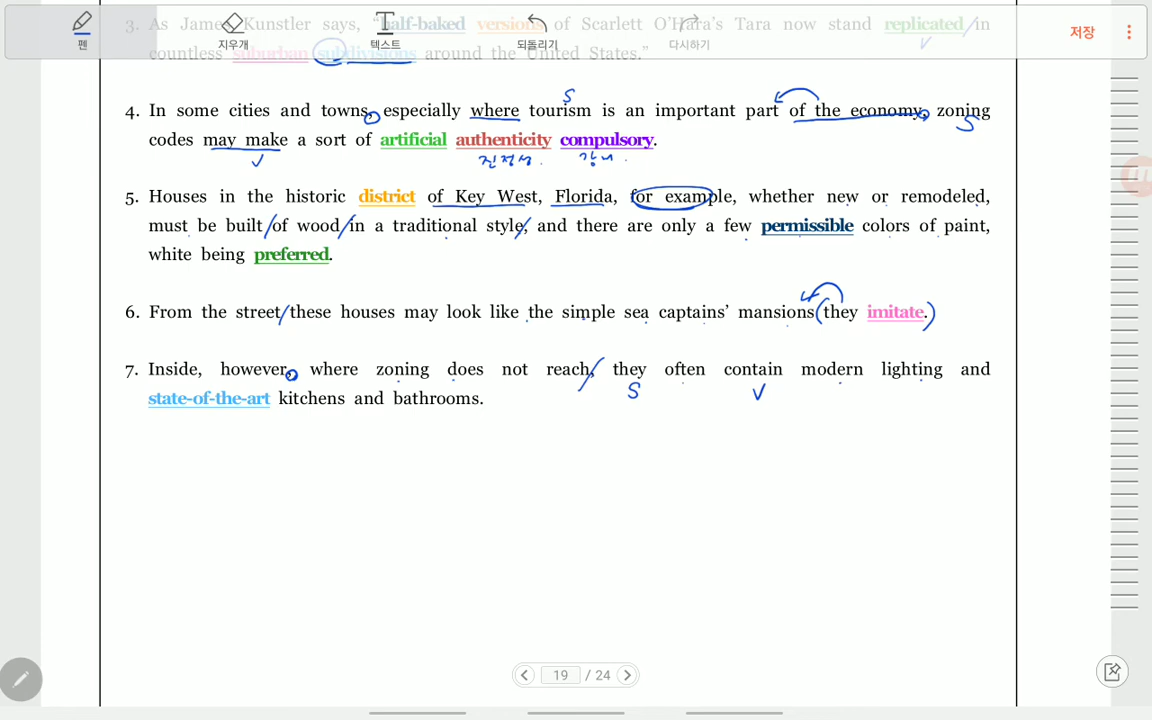 3. As James Kunstler says, "half-baked versions of Scarlett O'Hara's Tara now stand replicated in
펜 지우개 텍스트 되돌리기 다시하기 저장
countless suburban subdivisions around the United States."
V
S
4. In some cities and towns, especially where tourism is an important part of the economy, zoning
S
codes may make a sort of artificial authenticity compulsory.
V 진정성
5. Houses in the historic district of Key West, Florida, for example, whether new or remodeled,
must be built of wood in a traditional style, and there are only a few permissible colors of paint,
white being preferred.
6. From the street these houses may look like the simple sea captains' mansions (they imitate.)
7. Inside, however, where zoning does not reach, they often contain modern lighting and
S V
state-of-the-art kitchens and bathrooms.
19 / 24